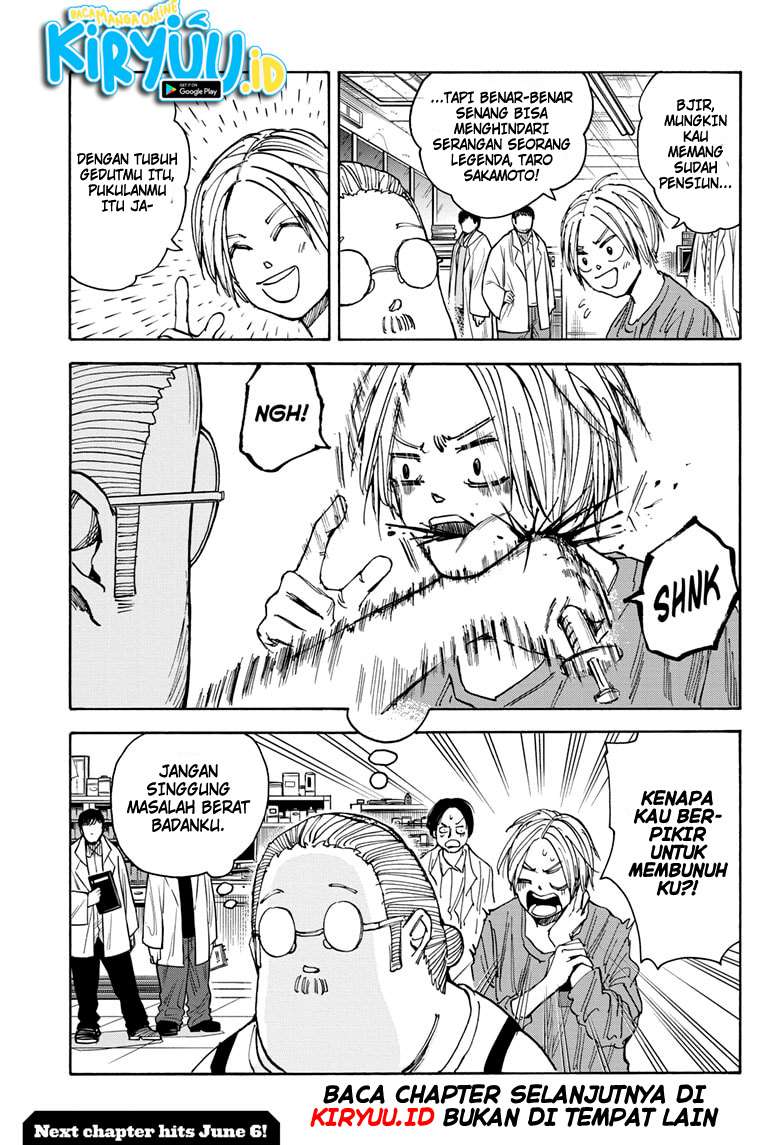 BACA MANGA ONLINE
KIRYUU.ID
GET IT ON
Google Play
BJIR,
MUNGKIN
KAU
MEMANG
SUDAH
PENSIUN...
...TAPI BENAR-BENAR
SENANG BISA
MENGHINDARI
SERANGAN SEORANG
LEGENDA, TARO
SAKAMOTO!
DENGAN TUBUH
GEDUTMU ITU,
PUKULANMU
ITU JA-
NGH!
SHNK
KENAPA
KAU BER-
PIKIR
UNTUK
MEMBUNUH
KU?!
JANGAN
SINGGUNG
MASALAH BERAT
BADANKU.
BACA CHAPTER SELANJUTNYA DI
KIRYUU.ID BUKAN DI TEMPAT LAIN
Next chapter hits June 6!